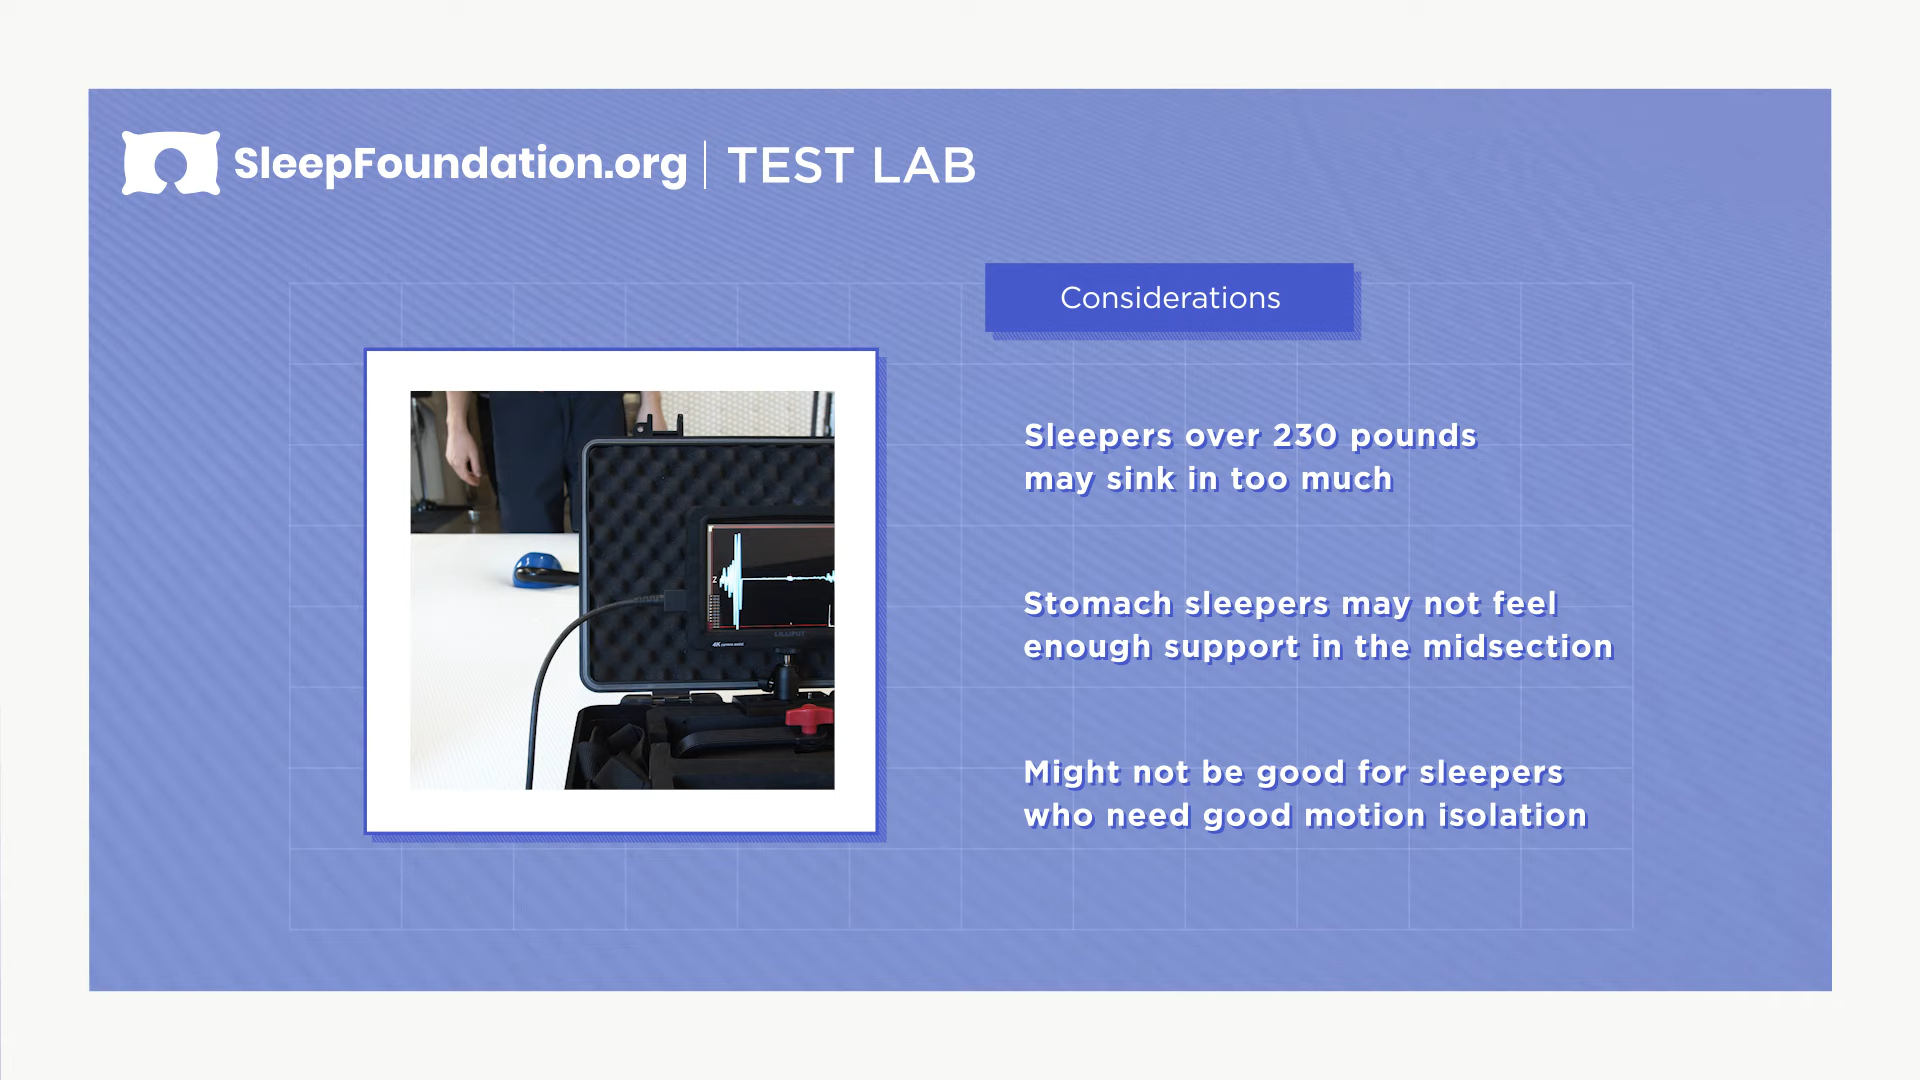 SleepFoundation.org | TEST LAB
Considerations
Sleepers over 230 pounds
may sink in too much
Stomach sleepers may not feel
enough support in the midsection
Might not be good for sleepers
who need good motion isolation
Z
LILLIPUT